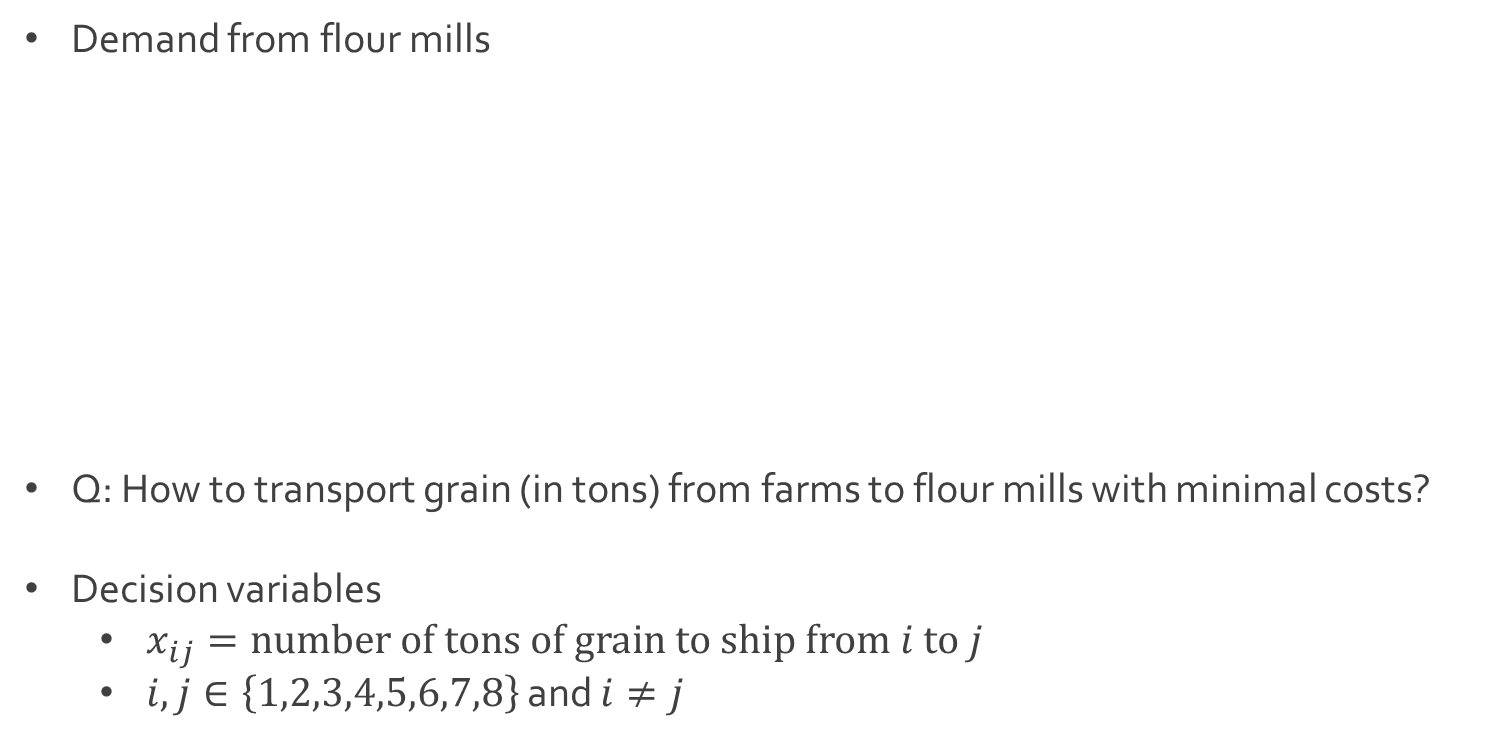 • Demand from flour mills
• Q: How to transport grain (in tons) from farms to flour mills with minimal costs?
• Decision variables
• x_{ij} = number of tons of grain to ship from i to j
• i, j ∈ {1,2,3,4,5,6,7,8} and i ≠ j